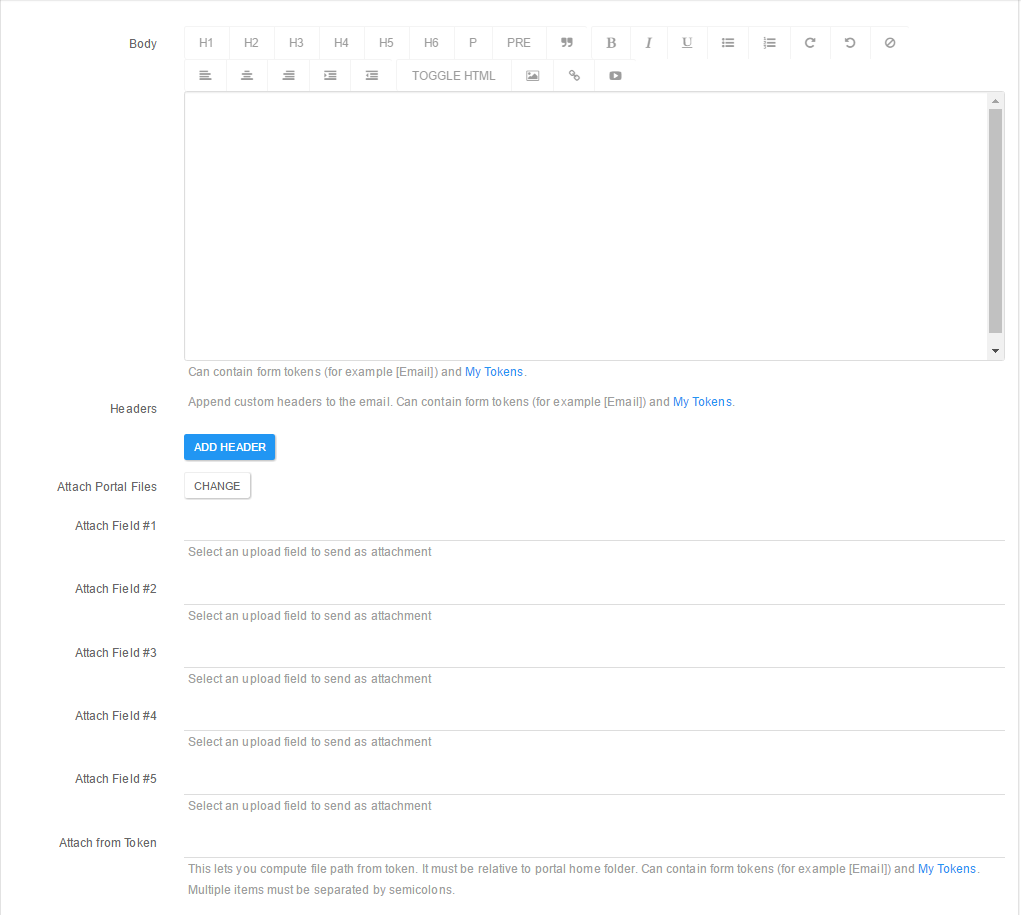 Body H1 H2 H3 H4 H5 H6 P PRE B I U
TOGGLE HTML
Can contain form tokens (for example [Email]) and My Tokens.
Headers Append custom headers to the email. Can contain form tokens (for example [Email]) and My Tokens.
ADD HEADER
Attach Portal Files CHANGE
Attach Field #1
Select an upload field to send as attachment
Attach Field #2
Select an upload field to send as attachment
Attach Field #3
Select an upload field to send as attachment
Attach Field #4
Select an upload field to send as attachment
Attach Field #5
Select an upload field to send as attachment
Attach from Token
This lets you compute file path from token. It must be relative to portal home folder. Can contain form tokens (for example [Email]) and My Tokens.
Multiple items must be separated by semicolons.